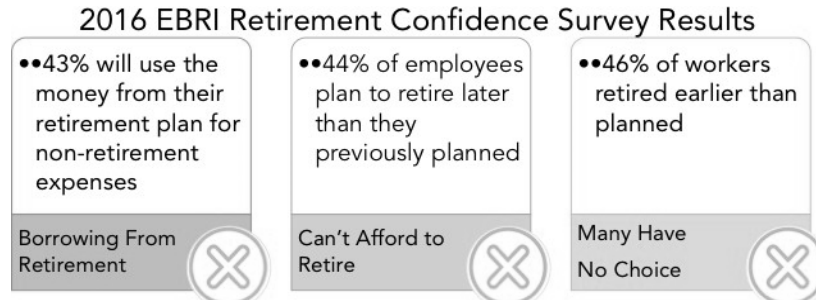 2016 EBRI Retirement Confidence Survey Results
••43% will use the
money from their
retirement plan for
non-retirement
expenses
Borrowing From
Retirement
••44% of employees
plan to retire later
than they
previously planned
Can't Afford to
Retire
••46% of workers
retired earlier than
planned
Many Have
No Choice